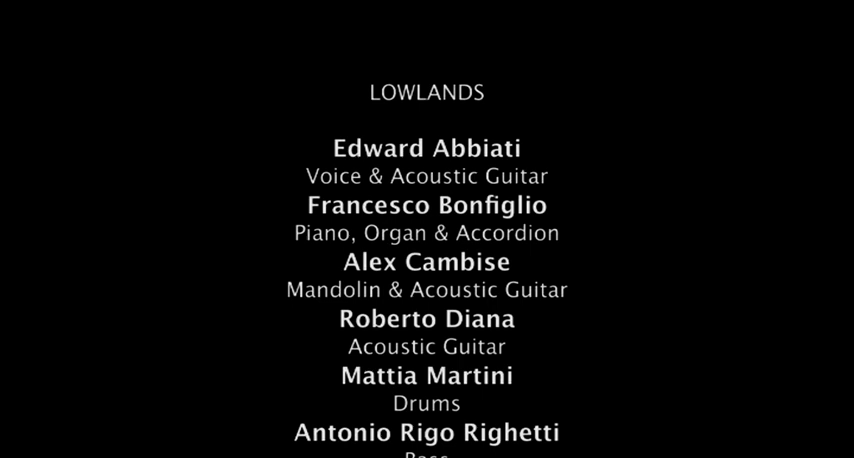 LOWLANDS
Edward Abbiati
Voice & Acoustic Guitar
Francesco Bonfiglio
Piano, Organ & Accordion
Alex Cambise
Mandolin & Acoustic Guitar
Roberto Diana
Acoustic Guitar
Mattia Martini
Drums
Antonio Rigo Righetti
Bass